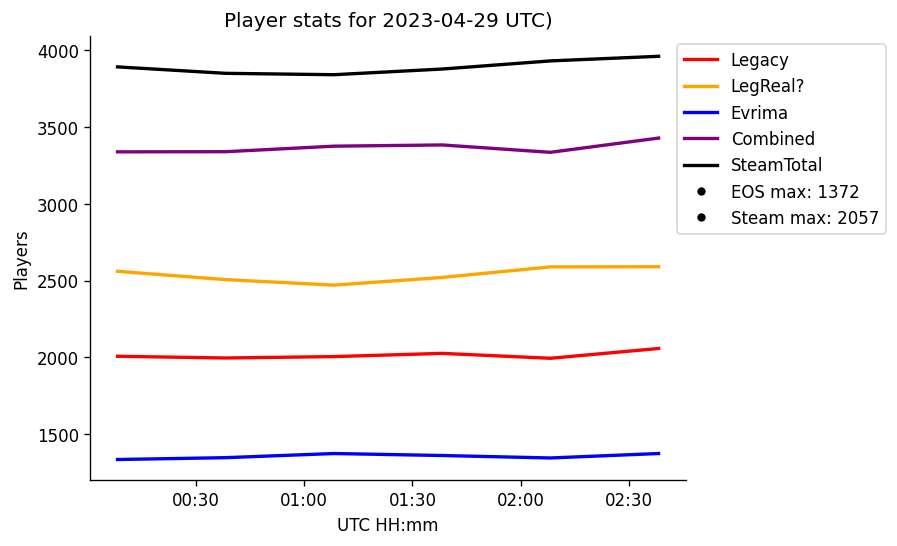 Player stats for 2023-04-29 UTC)
4000
3500
3000
2500
2000
1500
Players
00:30
01:00
01:30
02:00
02:30
UTC HH:mm
Legacy
LegReal?
Evrima
Combined
SteamTotal
EOS max: 1372
Steam max: 2057